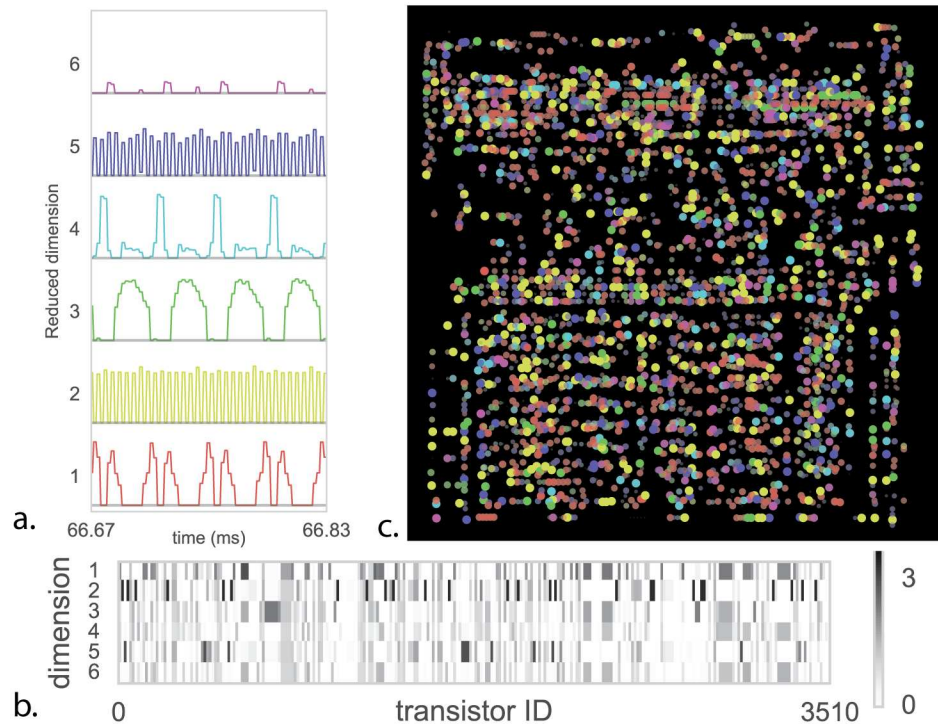 6
5
4
3
2
1
Reduced dimension
a.
66.67
time (ms)
66.83
c.
dimension
1
2
3
4
5
6
3
0
b.
0
transistor ID
3510